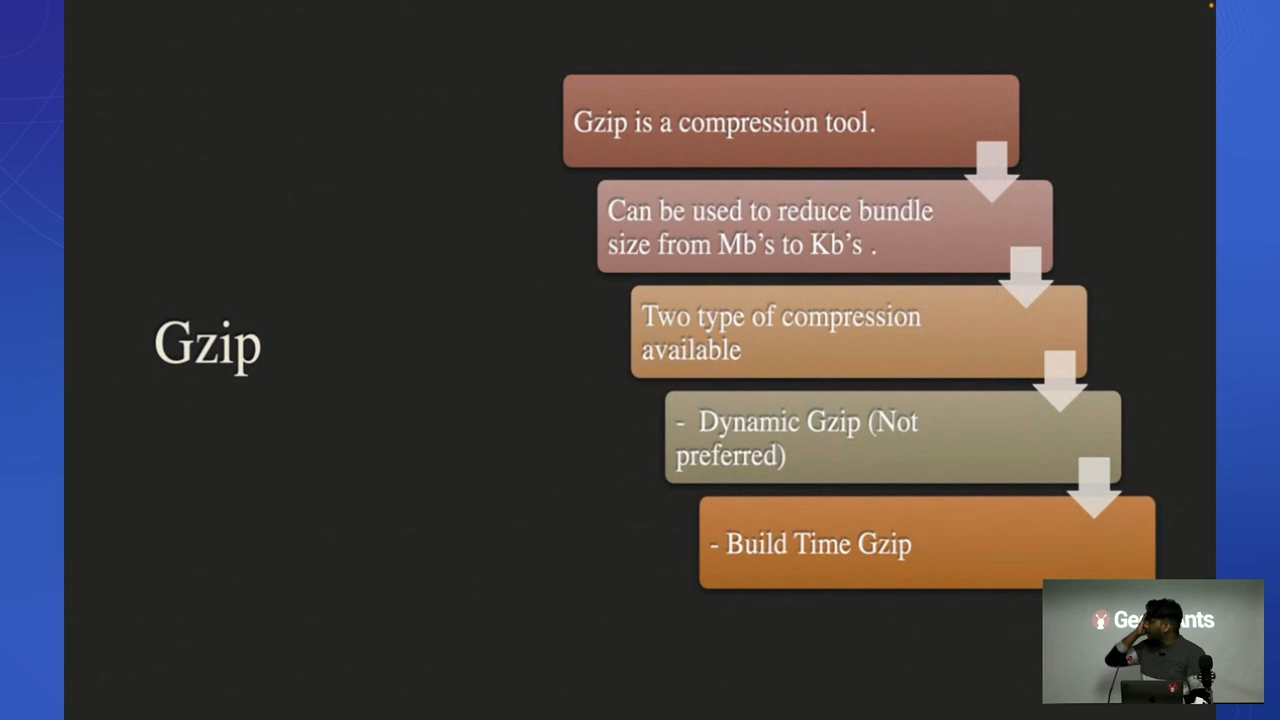 Gzip
Gzip is a compression tool.
Can be used to reduce bundle
size from Mb’s to Kb’s .
Two type of compression
available
- Dynamic Gzip (Not
preferred)
- Build Time Gzip